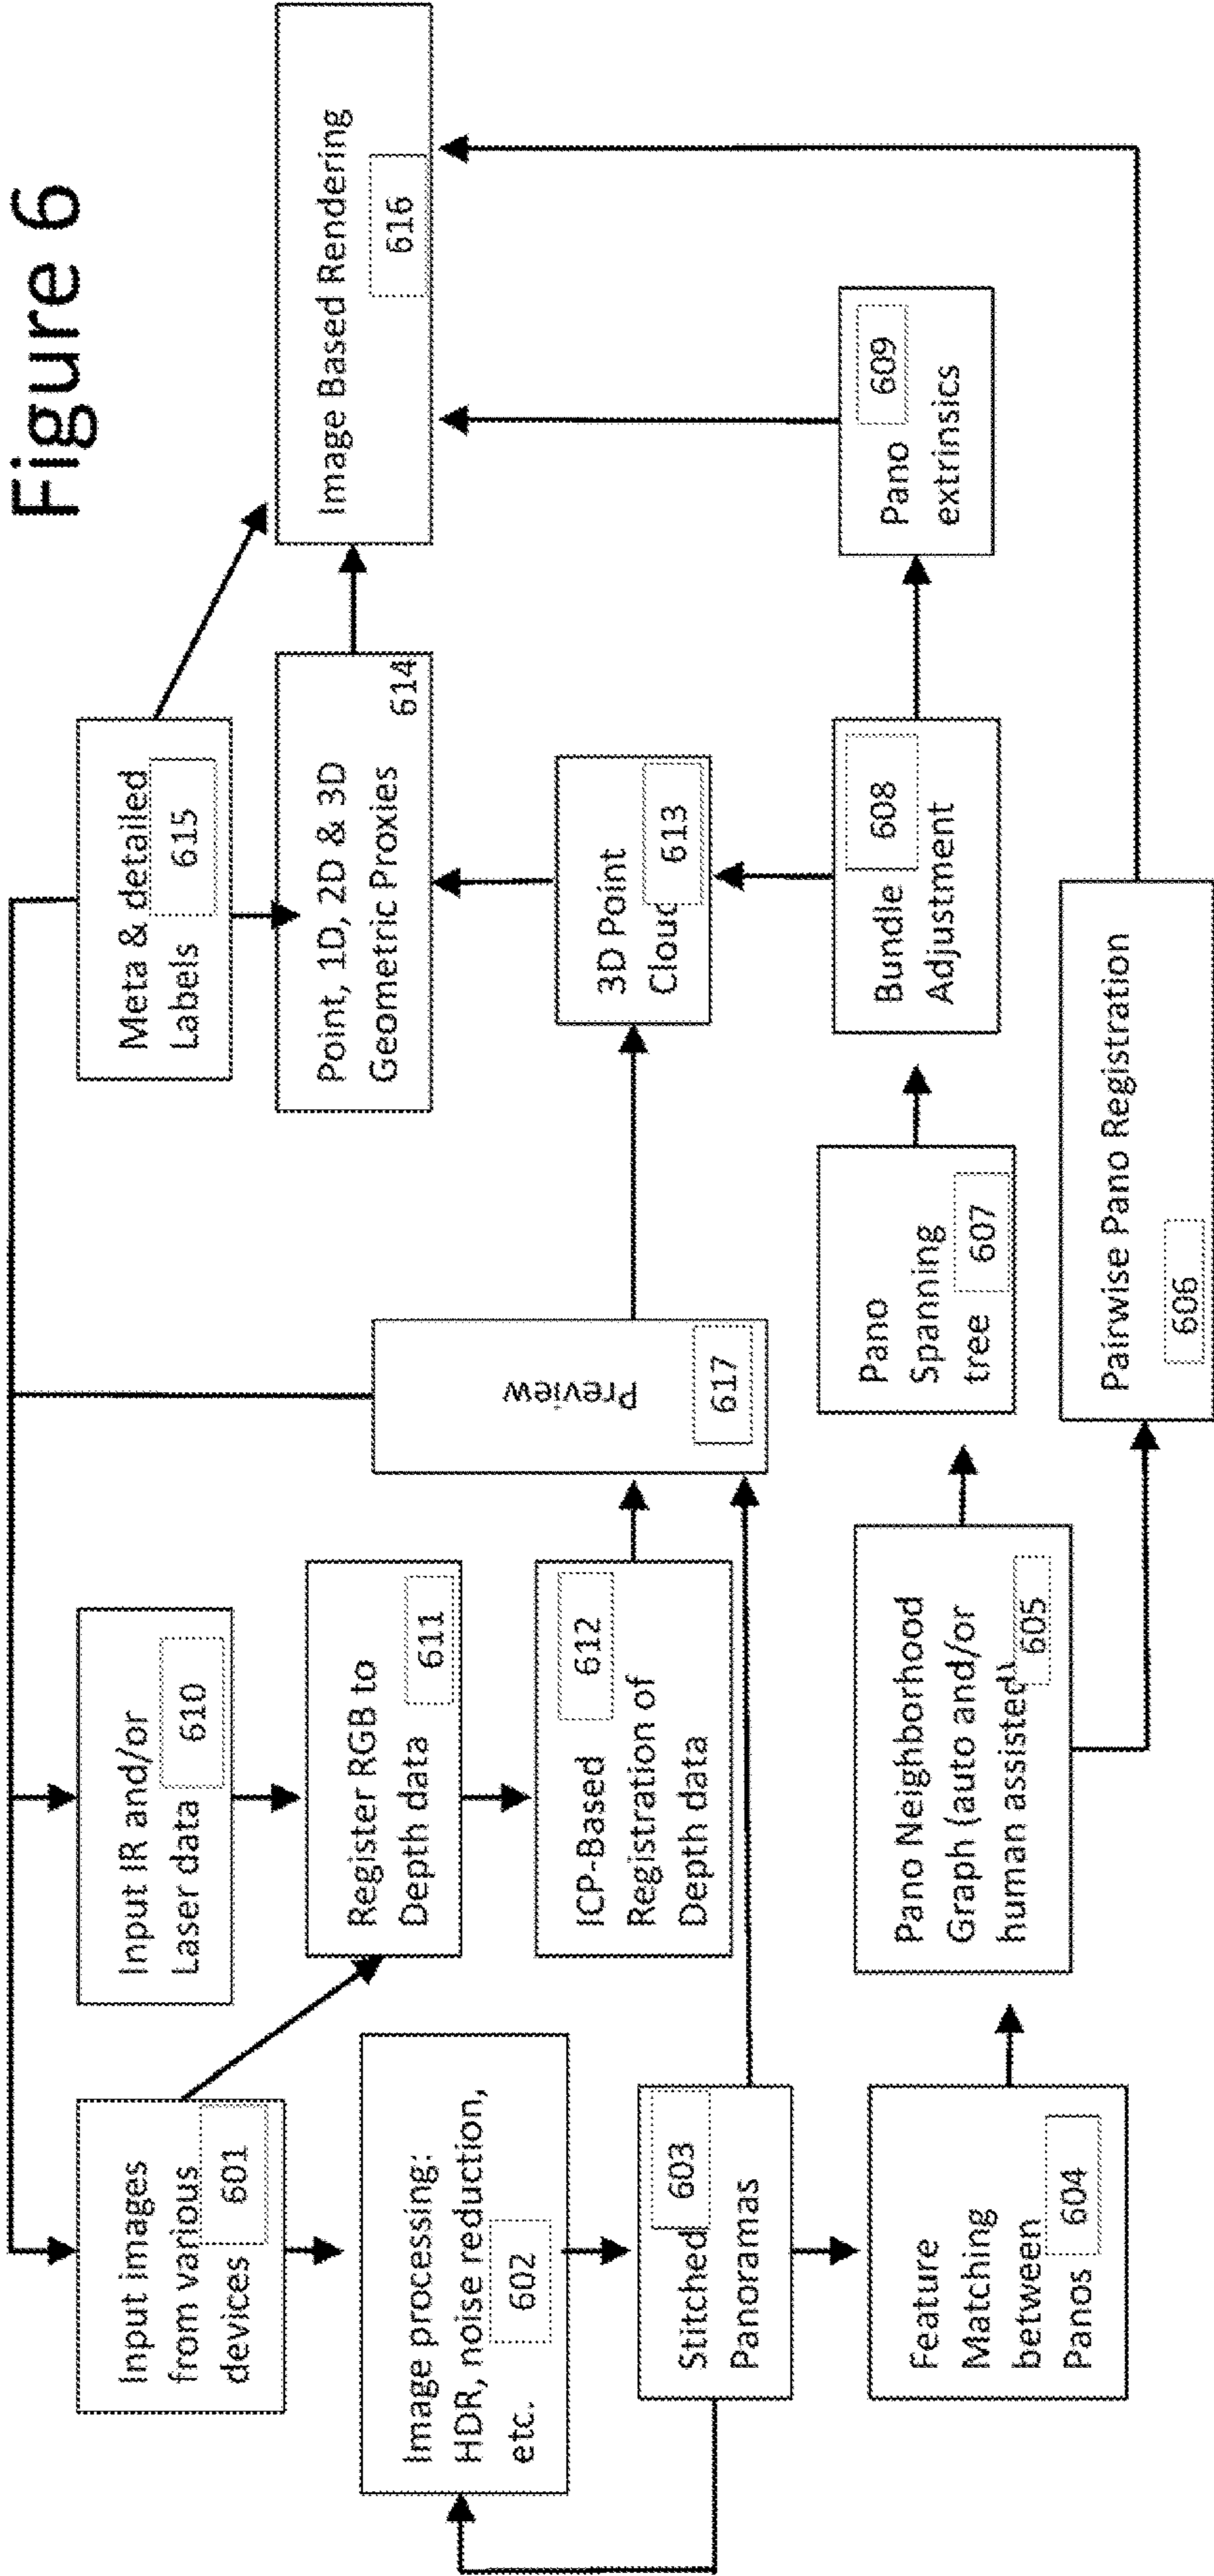 Figure 6
Input images
from various
devices
601
Input IR and/or
Laser data
610
Meta & detailed
Labels
615
Image processing:
HDR, noise reduction,
etc.
602
Register RGB to
Depth data
611
Preview
617
Point, 1D, 2D & 3D
Geometric Proxies
614
Image Based Rendering
616
Stitched
Panoramas
603
ICP-Based
Registration of
Depth data
612
3D Point
Cloud
613
Feature
Matching
between
Panos
604
Pano Neighborhood
Graph (auto and/or
human assisted)
605
Pano
Spanning
tree
607
Bundle
Adjustment
608
Pano
extrinsics
609
Pairwise Pano Registration
606